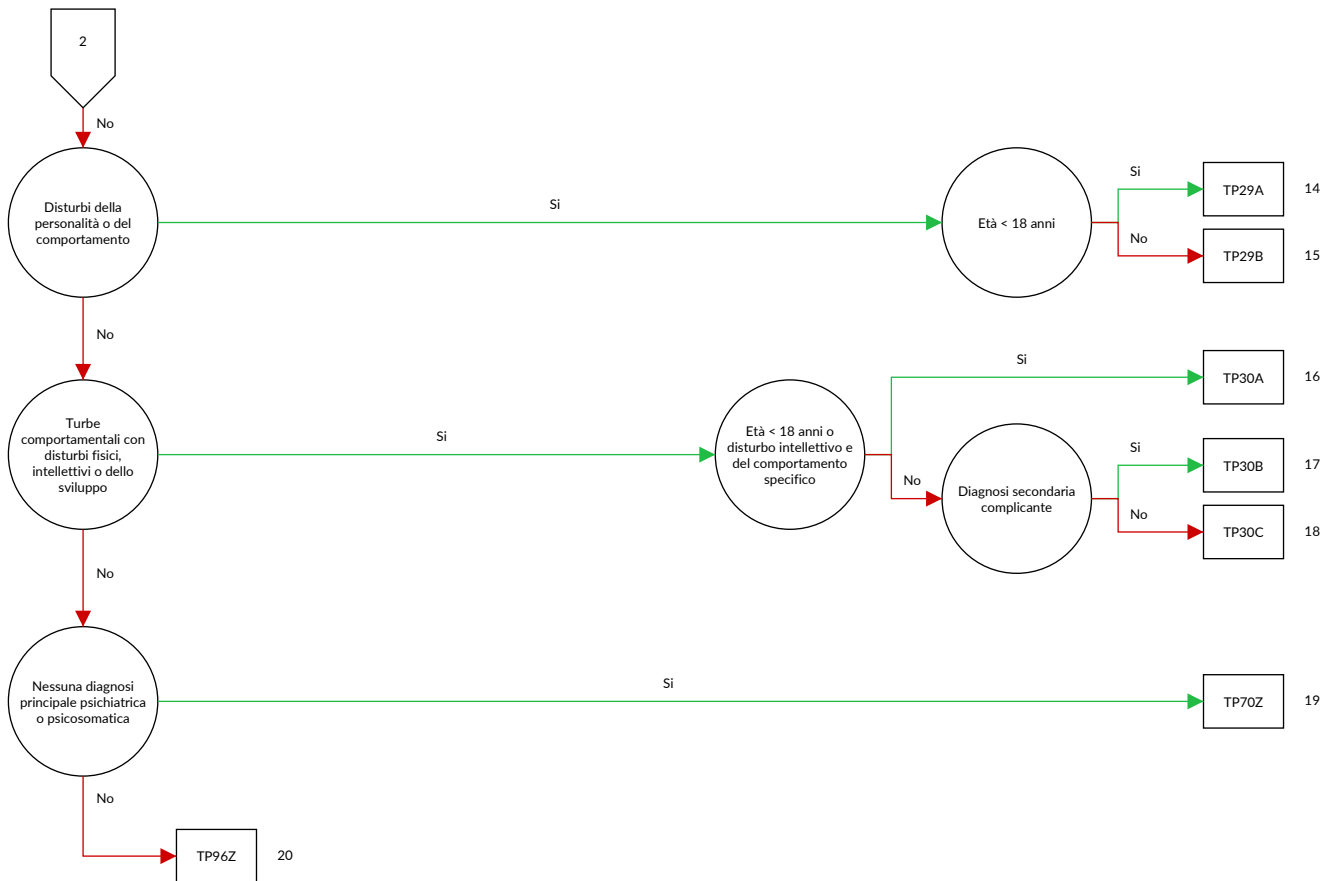 2
No
Disturbi della
personalità o del
comportamento
Si
Età < 18 anni
Si
TP29A
14
No
TP29B
15
No
Turbe
comportamentali con
disturbi fisici,
intellettivi o dello
sviluppo
Si
Età < 18 anni o
disturbo intellettivo e
del comportamento
specifico
Si
TP30A
16
No
Diagnosi secondaria
complicante
Si
TP30B
17
No
TP30C
18
No
Nessuna diagnosi
principale psichiatrica
o psicosomatica
Si
TP70Z
19
No
TP96Z
20